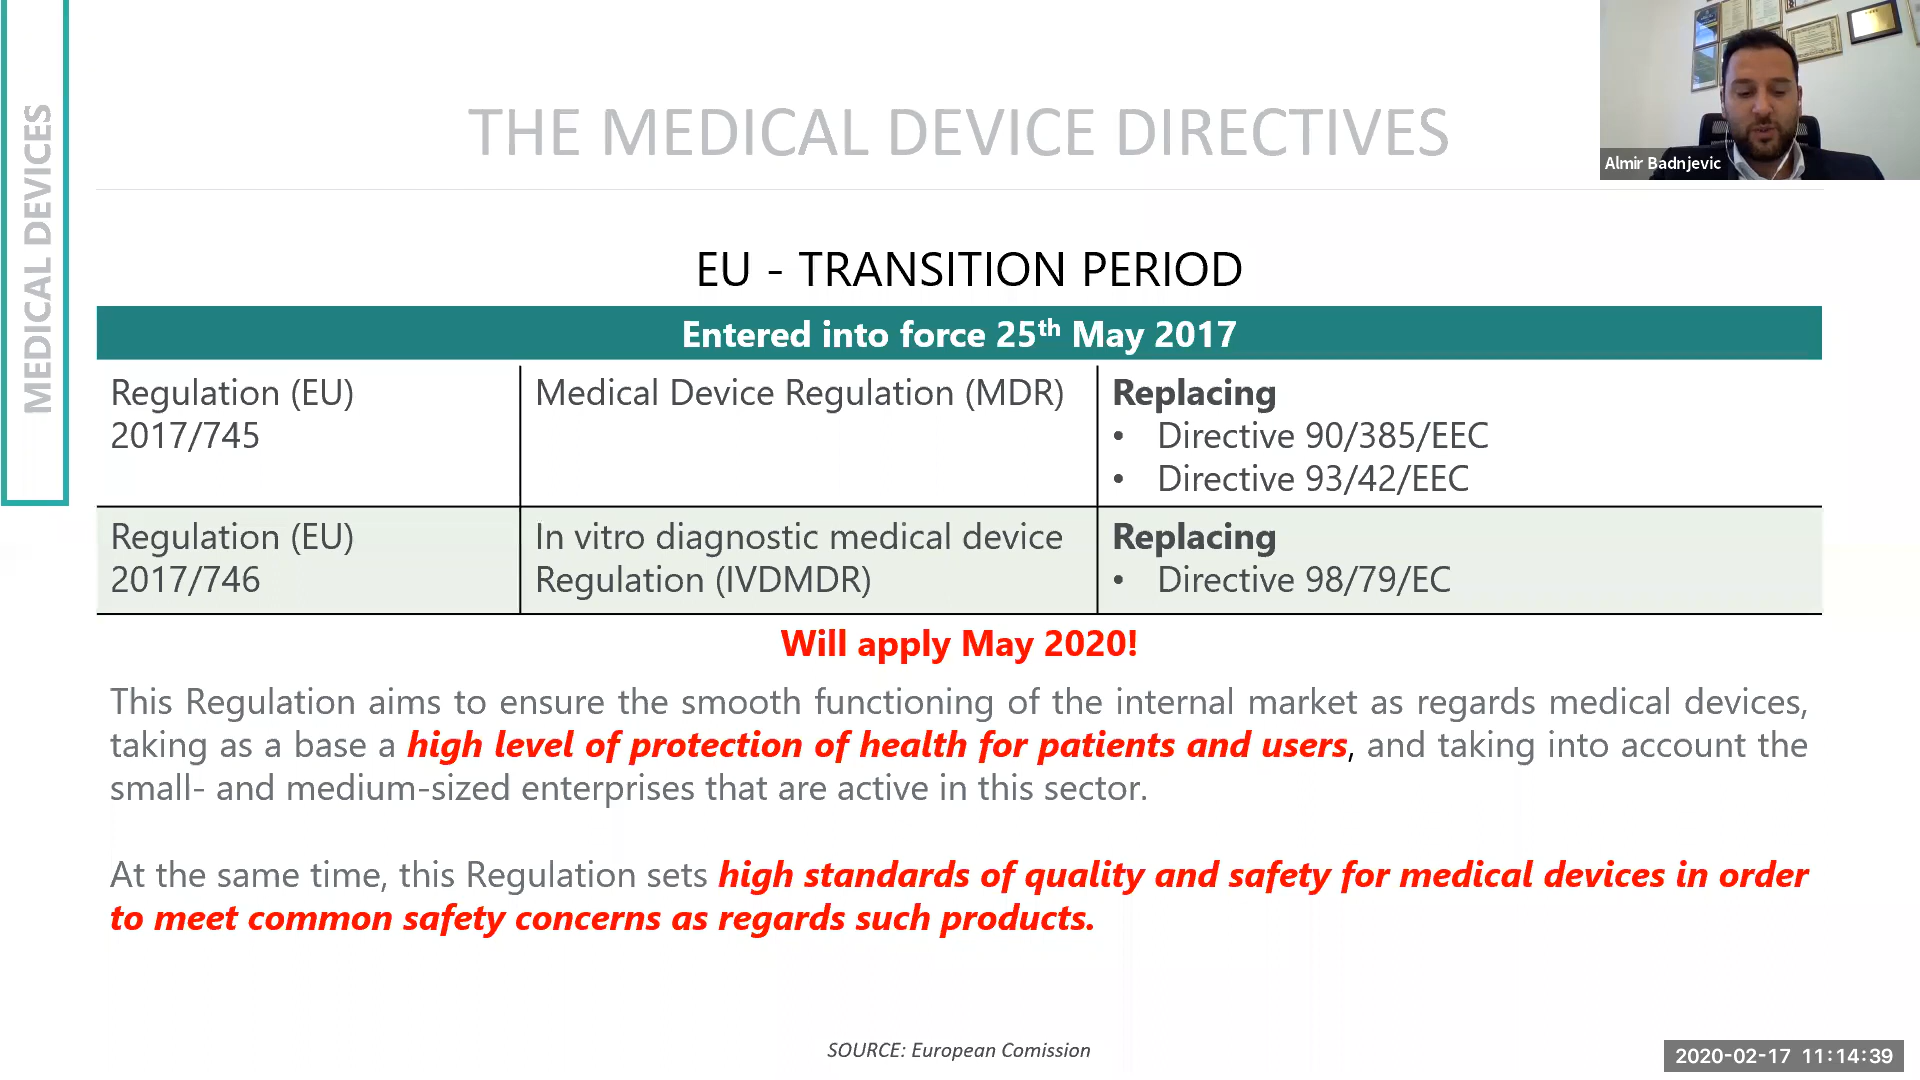 MEDICAL DEVICES
THE MEDICAL DEVICE DIRECTIVES
Almir Badnjevic
EU - TRANSITION PERIOD
Entered into force 25th May 2017
Regulation (EU)
2017/745
Medical Device Regulation (MDR)
Replacing
• Directive 90/385/EEC
• Directive 93/42/EEC
Regulation (EU)
2017/746
In vitro diagnostic medical device
Regulation (IVDMDR)
Replacing
• Directive 98/79/EC
Will apply May 2020!
This Regulation aims to ensure the smooth functioning of the internal market as regards medical devices,
taking as a base a high level of protection of health for patients and users, and taking into account the
small- and medium-sized enterprises that are active in this sector.
At the same time, this Regulation sets high standards of quality and safety for medical devices in order
to meet common safety concerns as regards such products.
SOURCE: European Comission
2020-02-17 11:14:39